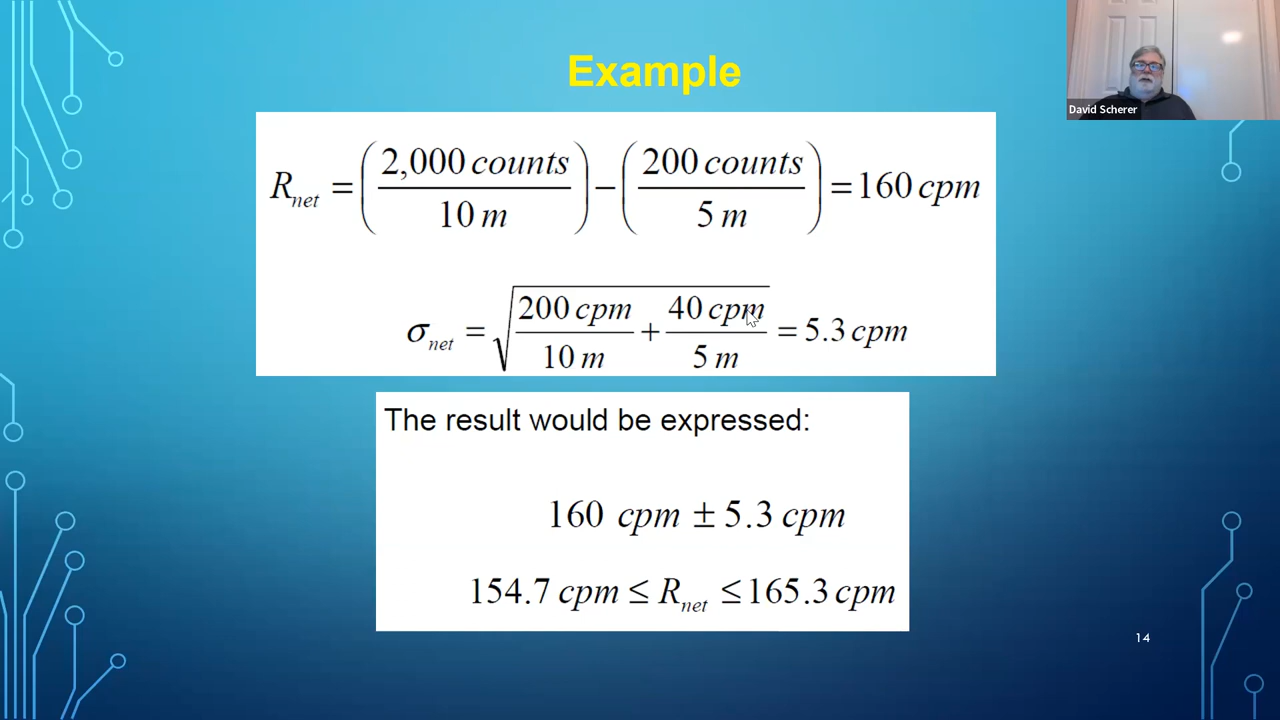 Example
David Scherer
R_net = (2,000 counts / 10 m) − (200 counts / 5 m) = 160 cpm
σ_net = √(200 cpm / 10 m + 40 cpm / 5 m) = 5.3 cpm
The result would be expressed:
160 cpm ± 5.3 cpm
154.7 cpm ≤ R_net ≤ 165.3 cpm
14